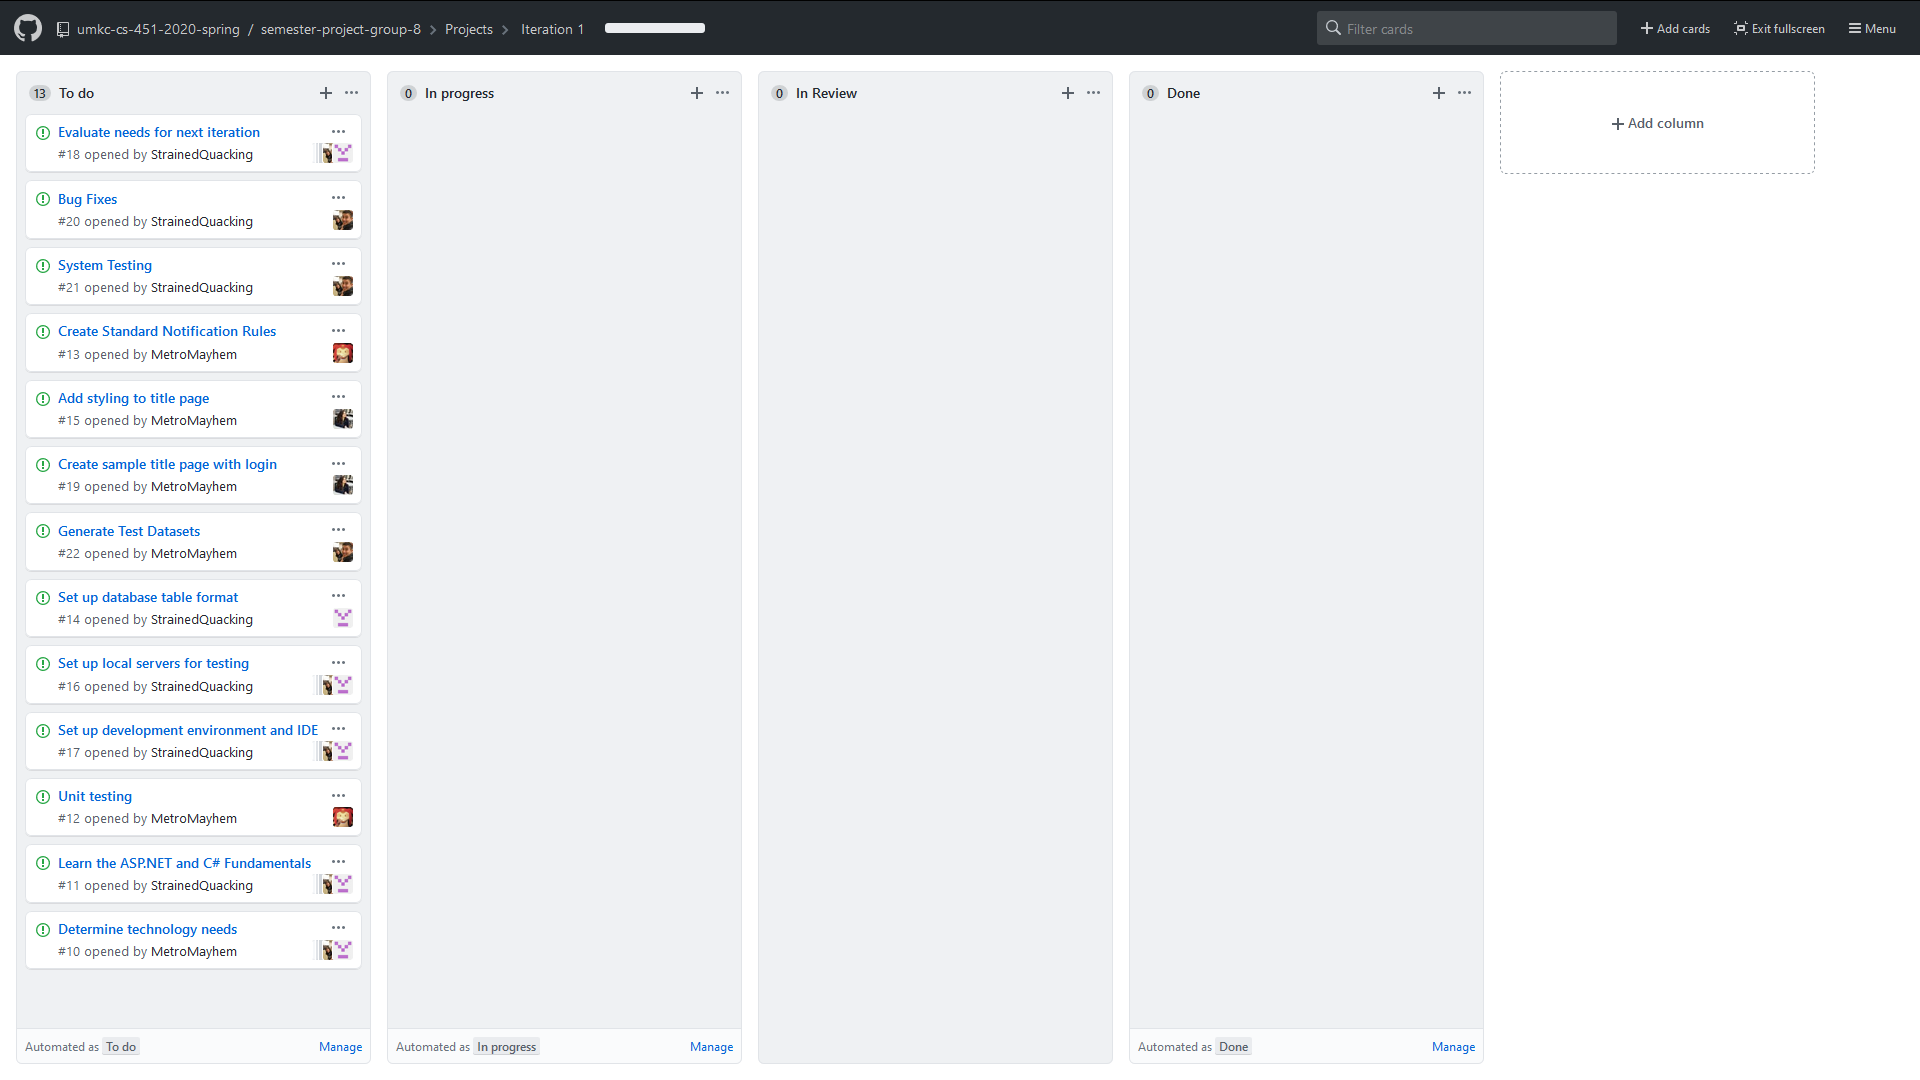 umkc-cs-451-2020-spring / semester-project-group-8 Projects Iteration 1
Filter cards
Add cards
Exit fullscreen
Menu
13 To do
Evaluate needs for next iteration
#18 opened by StrainedQuacking
Bug Fixes
#20 opened by StrainedQuacking
System Testing
#21 opened by StrainedQuacking
Create Standard Notification Rules
#13 opened by MetroMayhem
Add styling to title page
#15 opened by MetroMayhem
Create sample title page with login
#19 opened by MetroMayhem
Generate Test Datasets
#22 opened by MetroMayhem
Set up database table format
#14 opened by StrainedQuacking
Set up local servers for testing
#16 opened by StrainedQuacking
Set up development environment and IDE
#17 opened by StrainedQuacking
Unit testing
#12 opened by MetroMayhem
Learn the ASP.NET and C# Fundamentals
#11 opened by StrainedQuacking
Determine technology needs
#10 opened by MetroMayhem
Automated as To do Manage
0 In progress
Automated as In progress Manage
0 In Review
0 Done
Automated as Done Manage
Add column